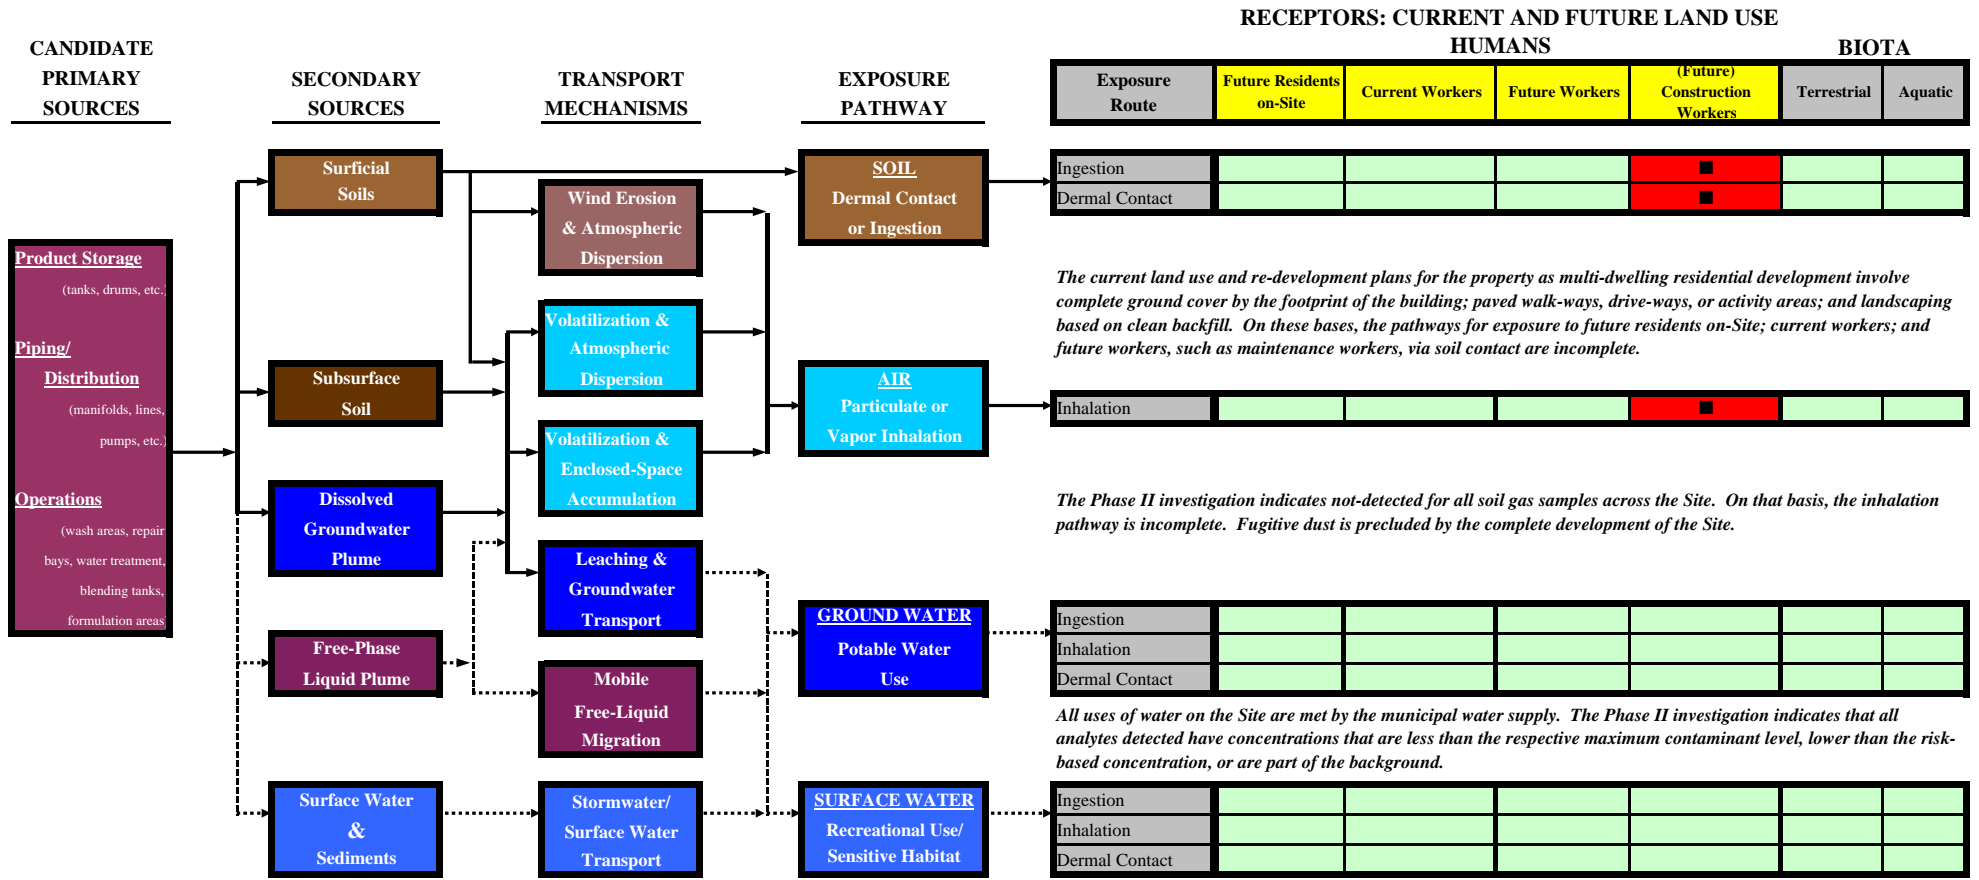 RECEPTORS: CURRENT AND FUTURE LAND USE
HUMANS
BIOTA
CANDIDATE
PRIMARY
SOURCES
SECONDARY
SOURCES
TRANSPORT
MECHANISMS
EXPOSURE
PATHWAY
Exposure
Route
Future Residents
on-Site
Current Workers
Future Workers
(Future)
Construction
Workers
Terrestrial
Aquatic
Product Storage
(tanks, drums, etc.)
Piping/
Distribution
(manifolds, lines,
pumps, etc.)
Operations
(wash areas, repair
bays, water treatment,
blending tanks,
formulation areas
Surficial
Soils
Subsurface
Soil
Dissolved
Groundwater
Plume
Free-Phase
Liquid Plume
Surface Water
&
Sediments
Wind Erosion
& Atmospheric
Dispersion
Volatilization &
Atmospheric
Dispersion
Volatilization &
Enclosed-Space
Accumulation
Leaching &
Groundwater
Transport
Mobile
Free-Liquid
Migration
Stormwater/
Surface Water
Transport
SOIL
Dermal Contact
or Ingestion
AIR
Particulate or
Vapor Inhalation
GROUND WATER
Potable Water
Use
SURFACE WATER
Recreational Use/
Sensitive Habitat
Ingestion
Dermal Contact
The current land use and re-development plans for the property as multi-dwelling residential development involve
complete ground cover by the footprint of the building; paved walk-ways, drive-ways, or activity areas; and landscaping
based on clean backfill. On these bases, the pathways for exposure to future residents on-Site; current workers; and
future workers, such as maintenance workers, via soil contact are incomplete.
Inhalation
The Phase II investigation indicates not-detected for all soil gas samples across the Site. On that basis, the inhalation
pathway is incomplete. Fugitive dust is precluded by the complete development of the Site.
Ingestion
Inhalation
Dermal Contact
All uses of water on the Site are met by the municipal water supply. The Phase II investigation indicates that all
analytes detected have concentrations that are less than the respective maximum contaminant level, lower than the risk-
based concentration, or are part of the background.
Ingestion
Inhalation
Dermal Contact